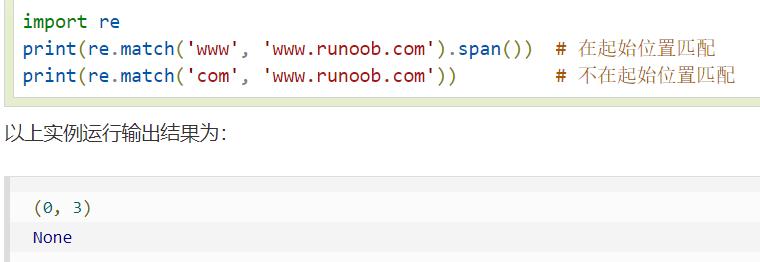 import re
print(re.match('www', 'www.runoob.com').span())  # 在起始位置匹配
print(re.match('com', 'www.runoob.com'))         # 不在起始位置匹配
以上实例运行输出结果为：
(0, 3)
None